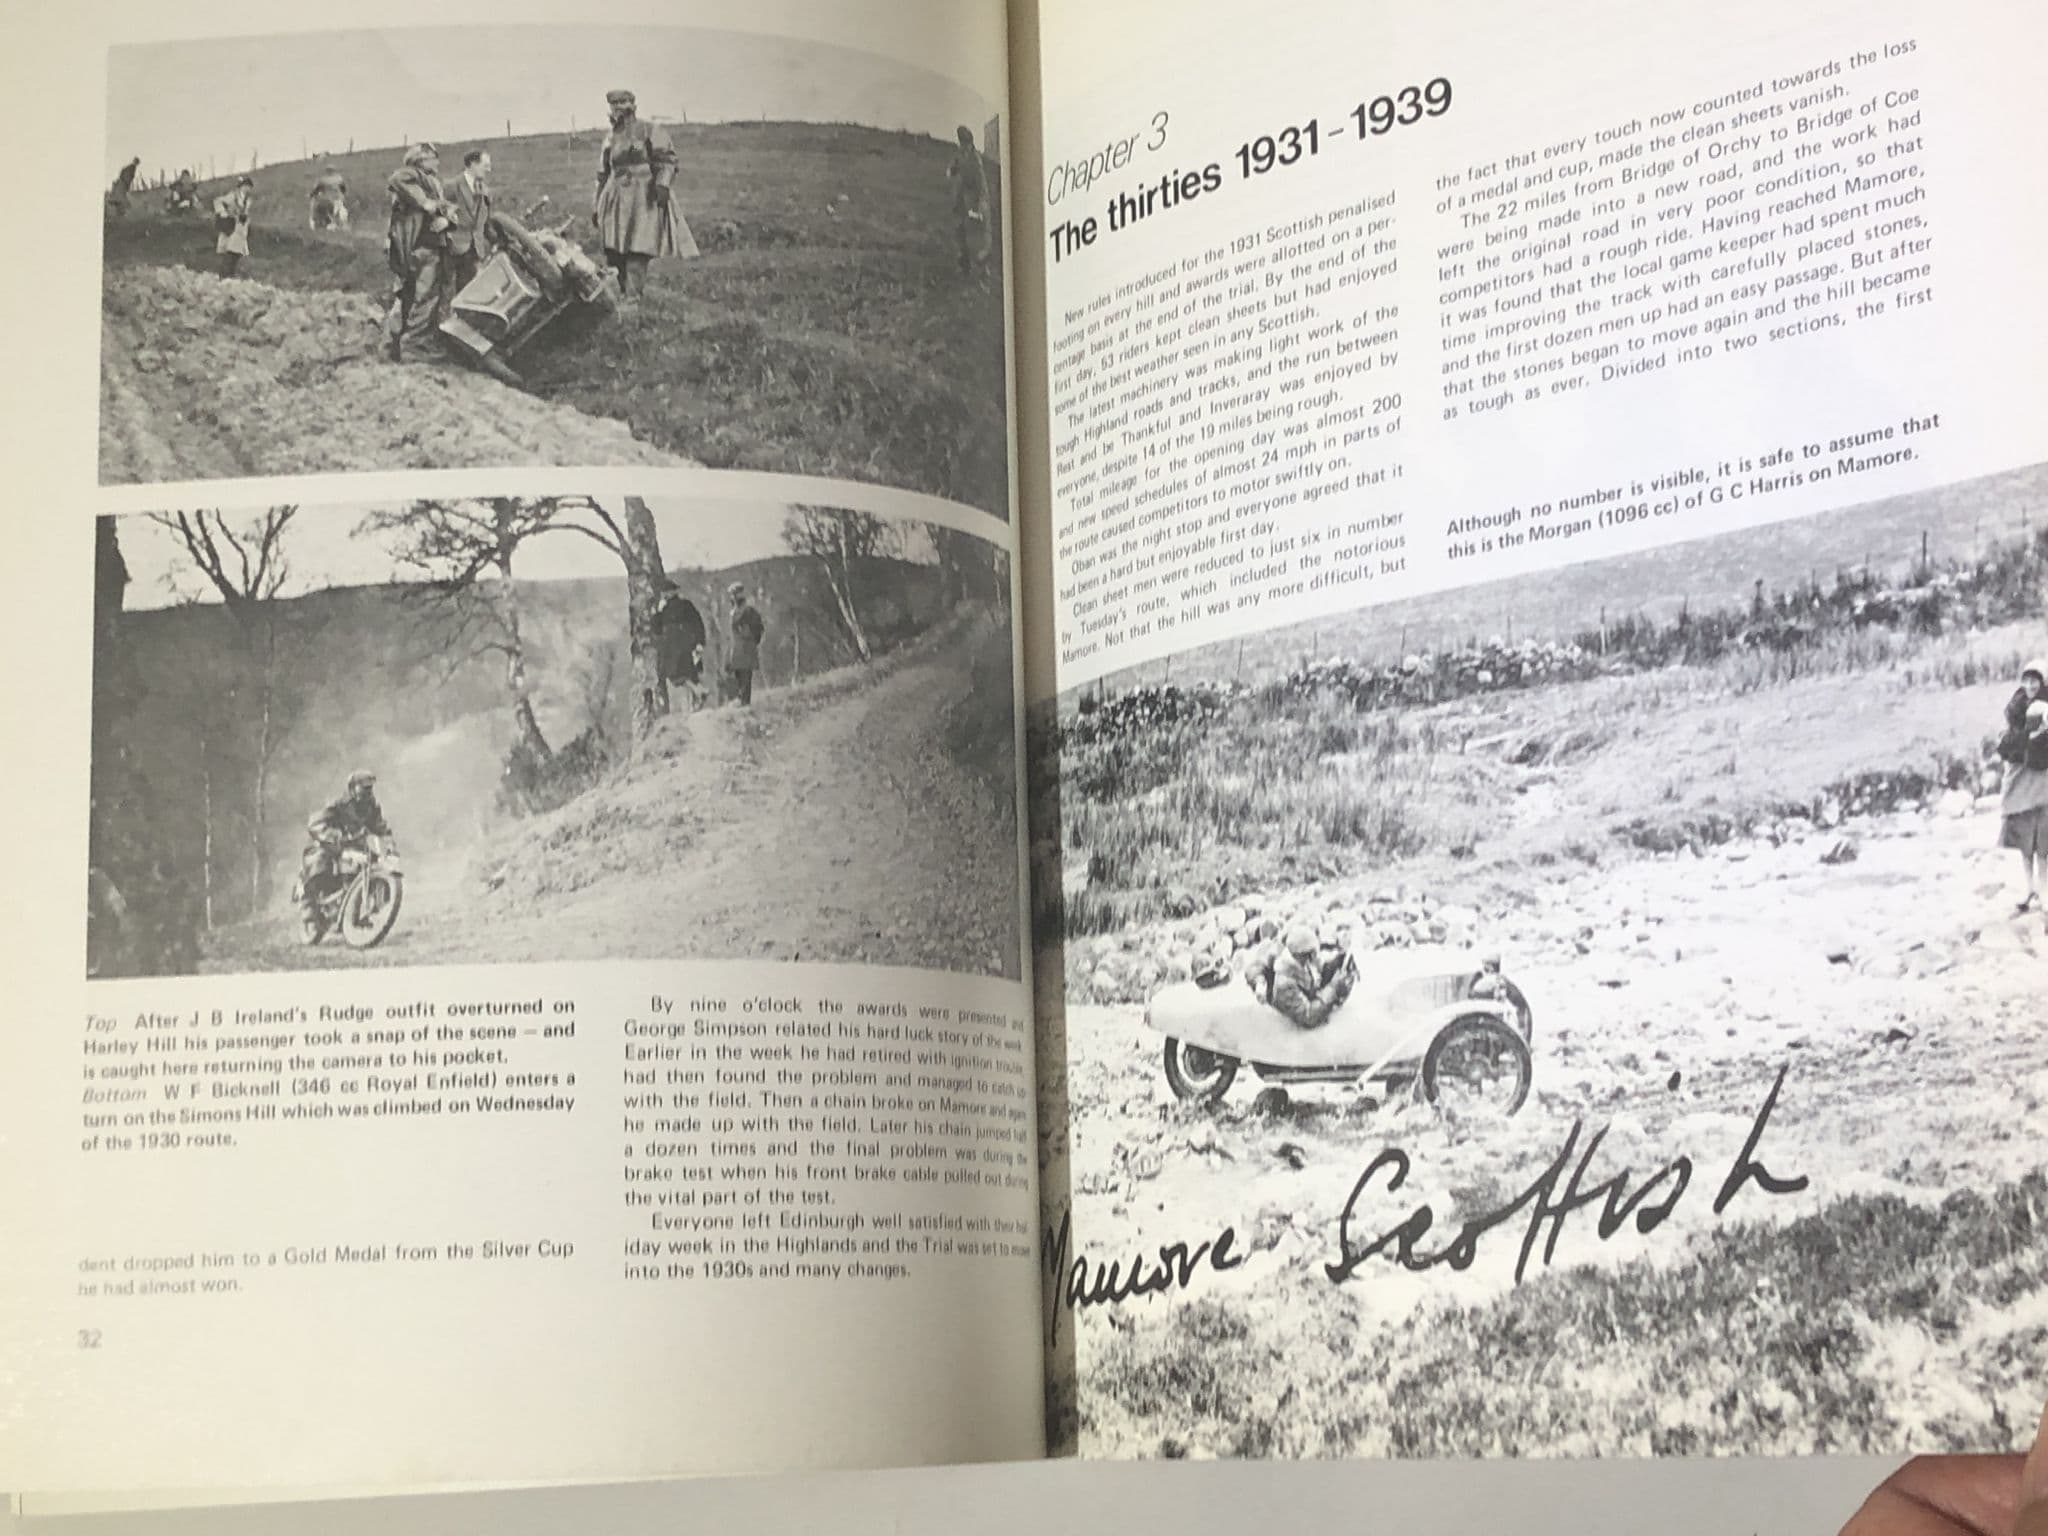 Top After J B Ireland's Rudge outfit overturned on
Harley Hill his passenger took a snap of the scene — and
is caught here returning the camera to his pocket.
Bottom W F Bicknell (346 cc Royal Enfield) enters a
turn on the Simons Hill which was climbed on Wednesday
of the 1930 route.
dent dropped him to a Gold Medal from the Silver Cup
he had almost won.
32
By nine o'clock the awards were presented and
George Simpson related his hard luck story of the week.
Earlier in the week he had retired with ignition trouble,
had then found the problem and managed to catch up
with the field. Then a chain broke on Mamore and again
he made up with the field. Later his chain jumped half
a dozen times and the final problem was during the
brake test when his front brake cable pulled out during
the vital part of the test.
Everyone left Edinburgh well satisfied with their hol
iday week in the Highlands and the Trial was set to move
into the 1930s and many changes.
Chapter 3
The thirties 1931-1939
New rules introduced for the 1931 Scottish penalised
footing on every hill and awards were allotted on a per-
centage basis at the end of the trial. By the end of the
first day, 53 riders kept clean sheets but had enjoyed
some of the best weather seen in any Scottish.
The latest machinery was making light work of the
tough Highland roads and tracks, and the run between
Rest and be Thankful and Inveraray was enjoyed by
everyone, despite 14 of the 19 miles being rough.
Total mileage for the opening day was almost 200
and new speed schedules of almost 24 mph in parts of
the route caused competitors to motor swiftly on.
Oban was the night stop and everyone agreed that it
had been a hard but enjoyable first day.
Clean sheet men were reduced to just six in number
by Tuesday's route, which included the notorious
Mamore. Not that the hill was any more difficult, but
the fact that every touch now counted towards the loss
of a medal and cup, made the clean sheets vanish.
The 22 miles from Bridge of Orchy to Bridge of Coe
were being made into a new road, and the work had
left the original road in very poor condition, so that
competitors had a rough ride. Having reached Mamore,
it was found that the local game keeper had spent much
time improving the track with carefully placed stones,
and the first dozen men up had an easy passage. But after
that the stones began to move again and the hill became
as tough as ever. Divided into two sections, the first
Although no number is visible, it is safe to assume that
this is the Morgan (1096 cc) of G C Harris on Mamore.
Mamore Scottish